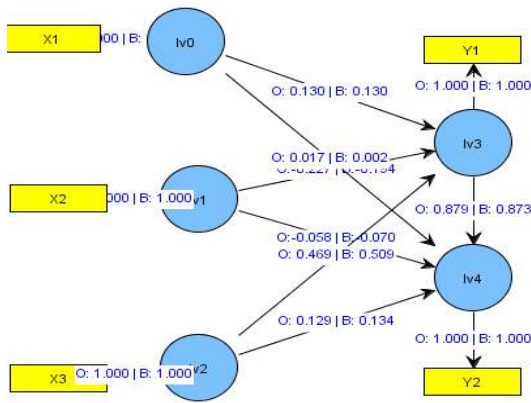 X1
000 | B:
lv0
Y1
O: 1.000 | B: 1.000
O: 0.130 | B: 0.130
lv3
O: 0.017 | B: 0.002
X2
000 | B: 1.000
O: 0.879 | B: 0.873
O:-0.058 | B:-0.070
O: 0.469 | B: 0.509
lv4
O: 0.129 | B: 0.134
O: 1.000 | B: 1.000
X3
O: 1.000 | B: 1.000
Y2